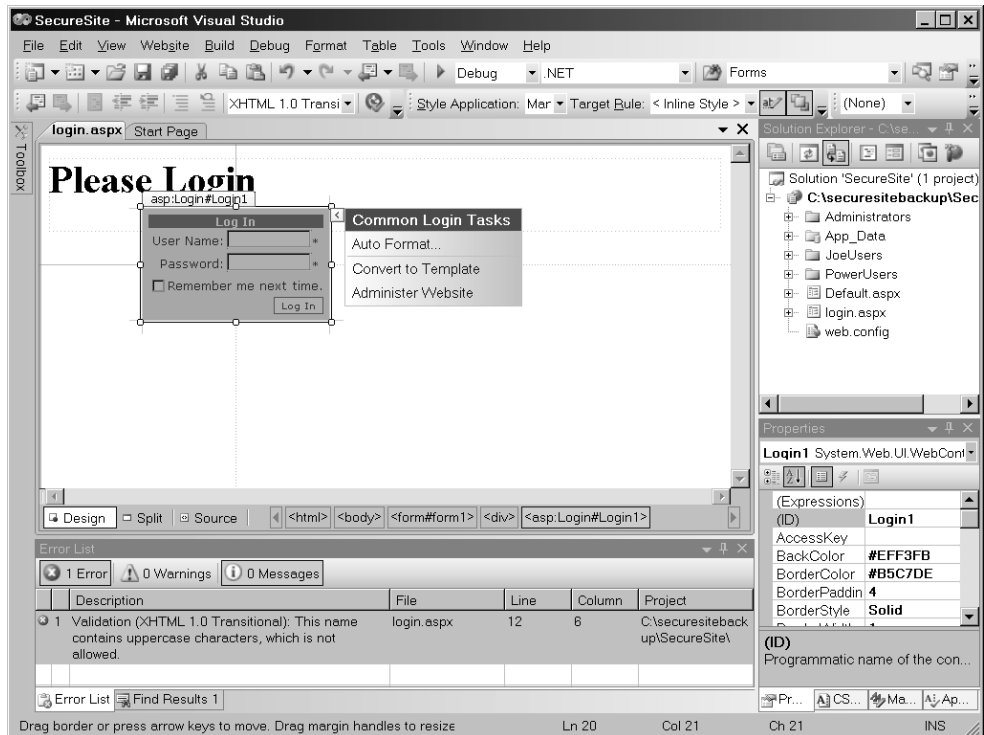 SecureSite - Microsoft Visual Studio
File Edit View Website Build Debug Format Table Tools Window Help
Debug .NET Forms
XHTML 1.0 Transi Style Application: Mar Target Rule: < Inline Style > (None)
Toolbox
login.aspx Start Page
Please Login
asp:Login#Login1
Log In
User Name: *
Password: *
Remember me next time.
Log In
Common Login Tasks
Auto Format...
Convert to Template
Administer Website
Design Split Source <html> <body> <form#form1> <div> <asp:Login#Login1>
Error List
1 Error 0 Warnings 0 Messages
Description File Line Column Project
1 Validation (XHTML 1.0 Transitional): This name login.aspx 12 6 C:\securesiteback
contains uppercase characters, which is not up\SecureSite\
allowed.
Error List Find Results 1
Solution Explorer - C:\se...
Solution 'SecureSite' (1 project)
C:\securesitebackup\Sec
Administrators
App_Data
JoeUsers
PowerUsers
Default.aspx
login.aspx
web.config
Properties
Login1 System.Web.UI.WebCont
(Expressions)
(ID) Login1
AccessKey
BackColor #EFF3FB
BorderColor #B5C7DE
BorderPaddin 4
BorderStyle Solid
(ID)
Programmatic name of the con...
Pr... CS... Ma... Ap...
Drag border or press arrow keys to move. Drag margin handles to resize Ln 20 Col 21 Ch 21 INS